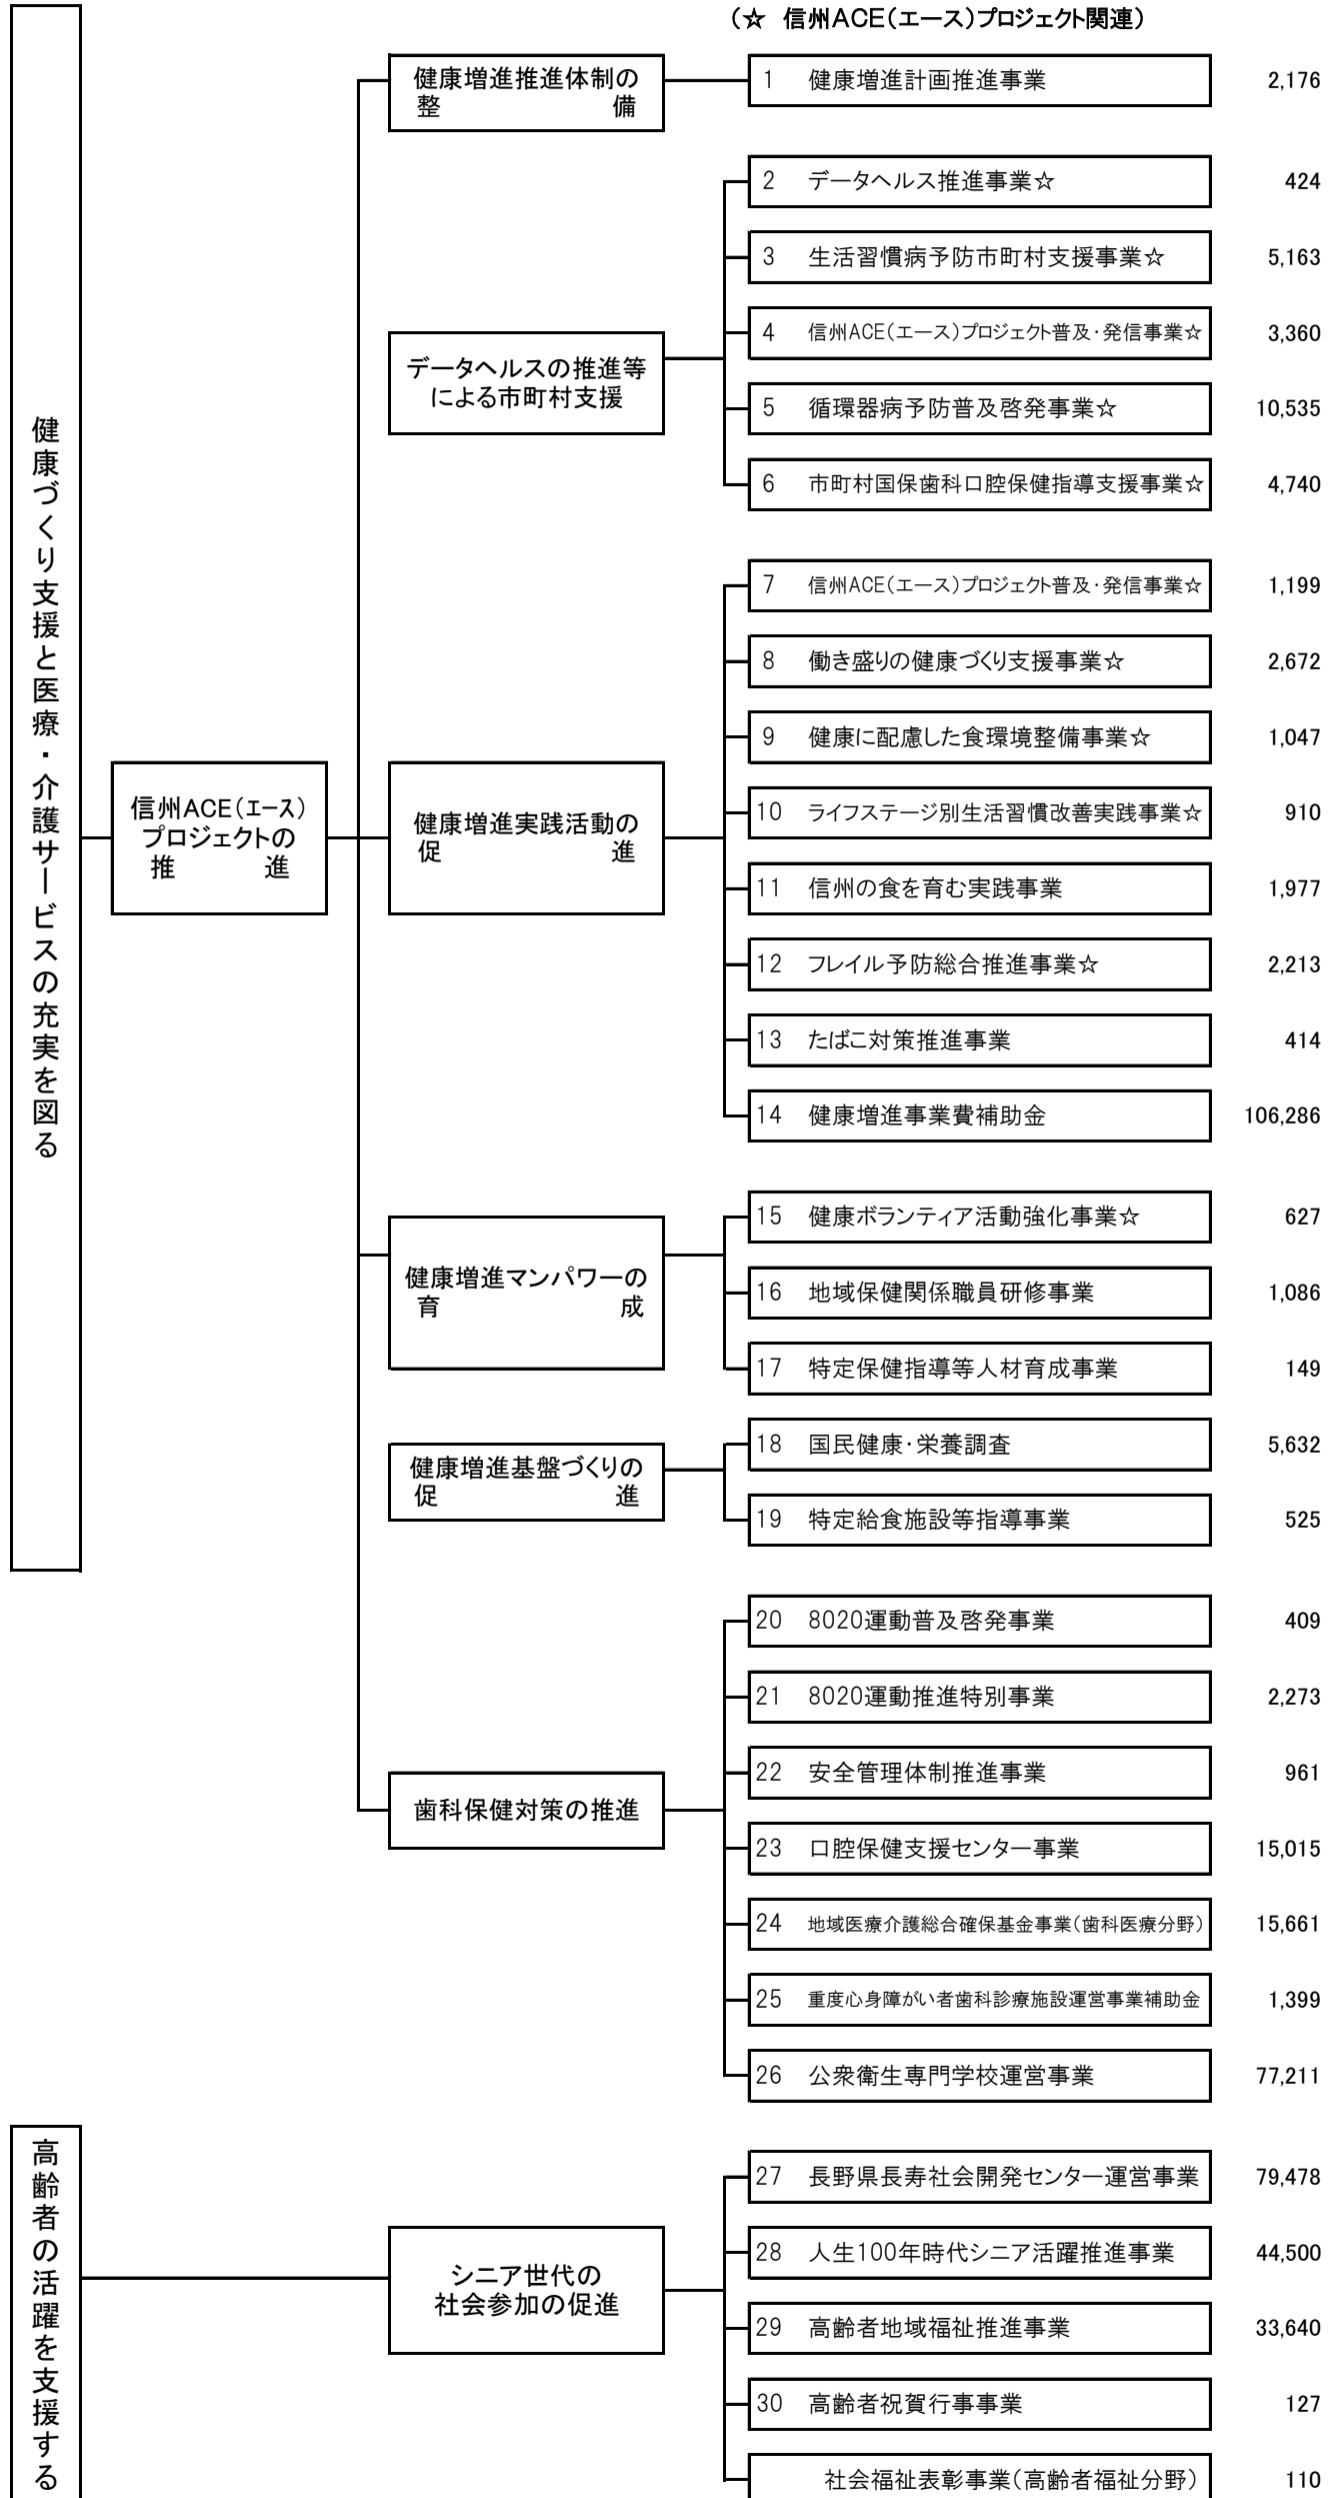 (☆ 信州ACE(エース)プロジェクト関連)
健康づくり支援と医療・介護サービスの充実を図る
信州ACE(エース)
プロジェクトの
推 進
健康増進推進体制の
整 備
1 健康増進計画推進事業 2,176
データヘルスの推進等
による市町村支援
2 データヘルス推進事業☆ 424
3 生活習慣病予防市町村支援事業☆ 5,163
4 信州ACE(エース)プロジェクト普及・発信事業☆ 3,360
5 循環器病予防普及啓発事業☆ 10,535
6 市町村国保歯科口腔保健指導支援事業☆ 4,740
健康増進実践活動の
促 進
7 信州ACE(エース)プロジェクト普及・発信事業☆ 1,199
8 働き盛りの健康づくり支援事業☆ 2,672
9 健康に配慮した食環境整備事業☆ 1,047
10 ライフステージ別生活習慣改善実践事業☆ 910
11 信州の食を育む実践事業 1,977
12 フレイル予防総合推進事業☆ 2,213
13 たばこ対策推進事業 414
14 健康増進事業費補助金 106,286
健康増進マンパワーの
育 成
15 健康ボランティア活動強化事業☆ 627
16 地域保健関係職員研修事業 1,086
17 特定保健指導等人材育成事業 149
健康増進基盤づくりの
促 進
18 国民健康・栄養調査 5,632
19 特定給食施設等指導事業 525
歯科保健対策の推進
20 8020運動普及啓発事業 409
21 8020運動推進特別事業 2,273
22 安全管理体制推進事業 961
23 口腔保健支援センター事業 15,015
24 地域医療介護総合確保基金事業(歯科医療分野) 15,661
25 重度心身障がい者歯科診療施設運営事業補助金 1,399
26 公衆衛生専門学校運営事業 77,211
高齢者の活躍を支援する
シニア世代の
社会参加の促進
27 長野県長寿社会開発センター運営事業 79,478
28 人生100年時代シニア活躍推進事業 44,500
29 高齢者地域福祉推進事業 33,640
30 高齢者祝賀行事事業 127
社会福祉表彰事業(高齢者福祉分野) 110